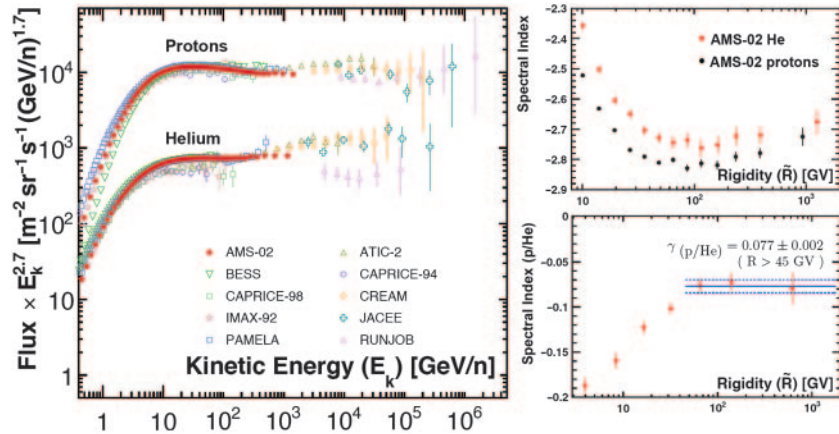 Flux × E_k^2.7 [m^-2 sr^-1 s^-1 (GeV/n)^1.7]
10^4
10^3
10^2
10
1
Protons
Helium
AMS-02
BESS
CAPRICE-98
IMAX-92
PAMELA
ATIC-2
CAPRICE-94
CREAM
JACEE
RUNJOB
Kinetic Energy (E_k) [GeV/n]
1 10 10^2 10^3 10^4 10^5 10^6
Spectral Index
-2.3
-2.4
-2.5
-2.6
-2.7
-2.8
-2.9
AMS-02 He
AMS-02 protons
Rigidity (R̃) [GV]
10 10^2 10^3
Spectral Index (p/He)
0
-0.05
-0.1
-0.15
-0.2
γ (p/He) = 0.077 ± 0.002
( R > 45 GV )
Rigidity (R̃) [GV]
10 10^2 10^3